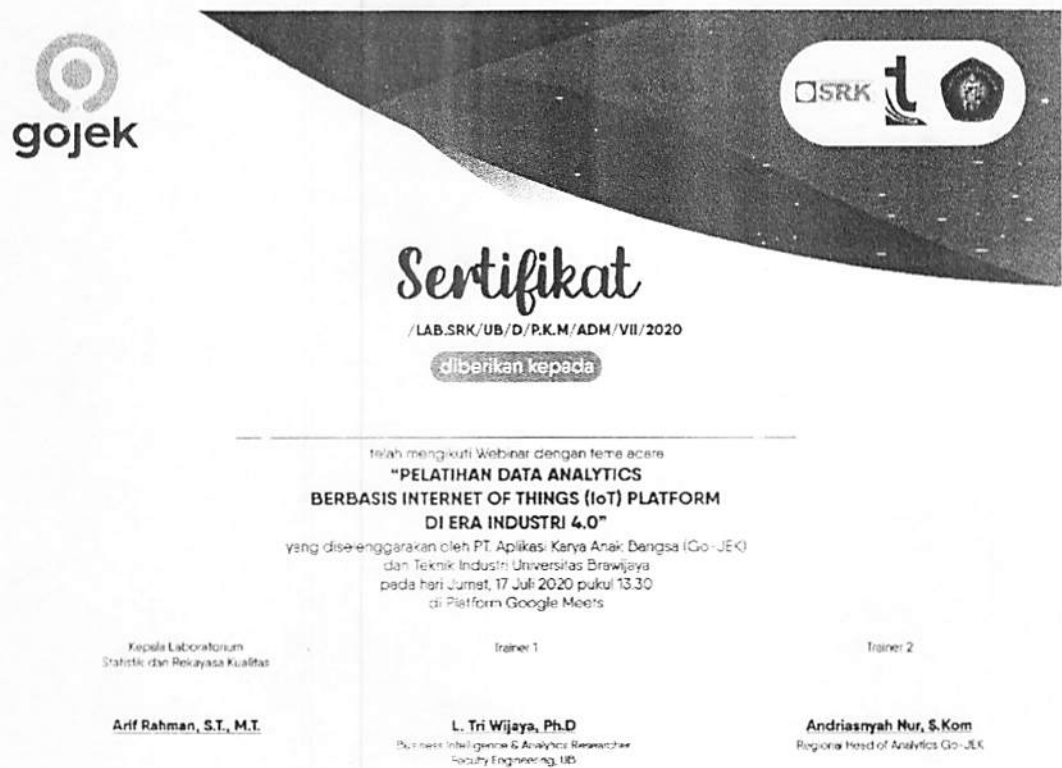 gojek
SRK
Sertifikat
/LAB.SRK/UB/D/P.K.M/ADM/VII/2020
diberikan kepada
telah mengikuti Webinar dengan tema acara
"PELATIHAN DATA ANALYTICS
BERBASIS INTERNET OF THINGS (IoT) PLATFORM
DI ERA INDUSTRI 4.0"
yang diselenggarakan oleh PT. Aplikasi Karya Anak Bangsa (Go-JEK)
dan Teknik Industri Universitas Brawijaya
pada hari Jumat, 17 Juli 2020 pukul 13.30
di Platform Google Meets
Kepala Laboratorium
Statistik dan Rekayasa Kualitas
Trainer 1
Trainer 2
Arif Rahman, S.T., M.T.
L. Tri Wijaya, Ph.D
Business Intelligence & Analytics Researcher
Faculty Engineering, UB
Andriasnyah Nur, S.Kom
Regional Head of Analytics Go-JEK